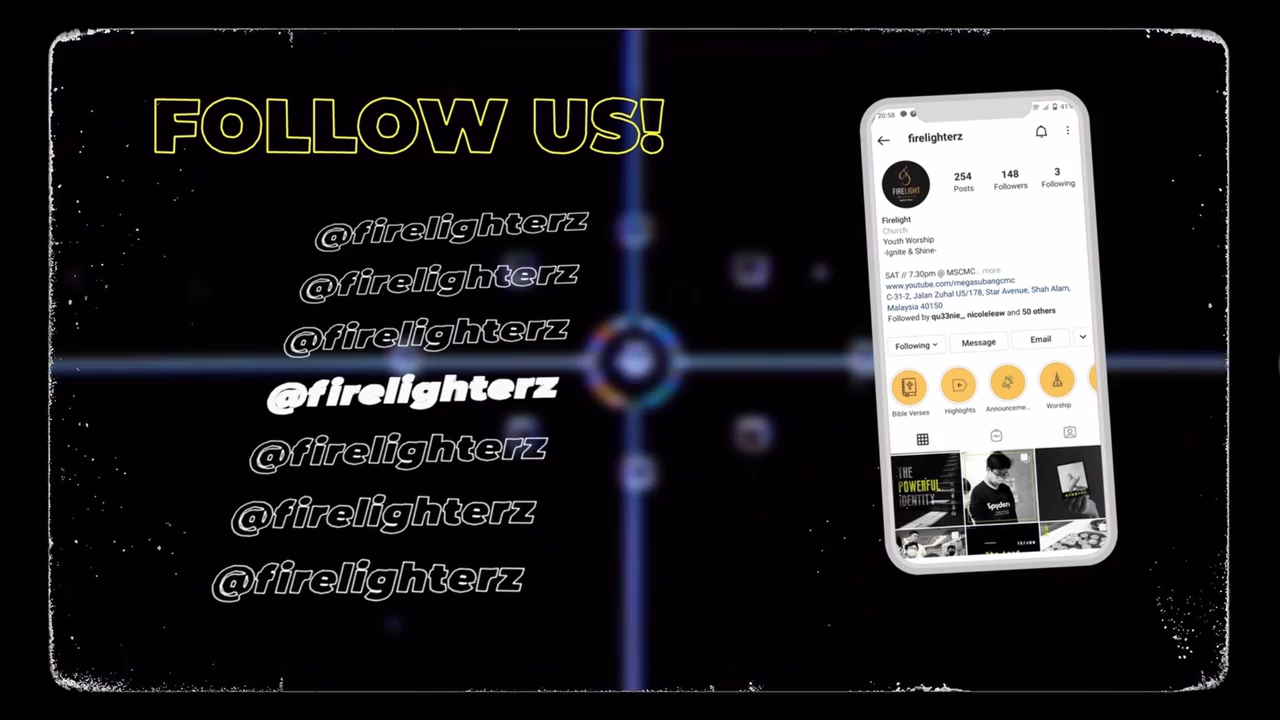 FOLLOW US!
@firelighterz
@firelighterz
@firelighterz
@firelighterz
@firelighterz
@firelighterz
@firelighterz
20:58
41%
firelighterz
FIRELIGHT
254 148 3
Posts Followers Following
Firelight
Church
Youth Worship
-Ignite & Shine-
SAT // 7.30pm @ MSCMC... more
www.youtube.com/megasubangcmc
C-31-2, Jalan Zuhal U5/178, Star Avenue, Shah Alam,
Malaysia 40150
Followed by qu33nie_, nicoleleaw and 50 others
Following Message Email
Bible Verses Highlights Announceme... Worship
THE
POWERFUL
IDENTITY
Spyder